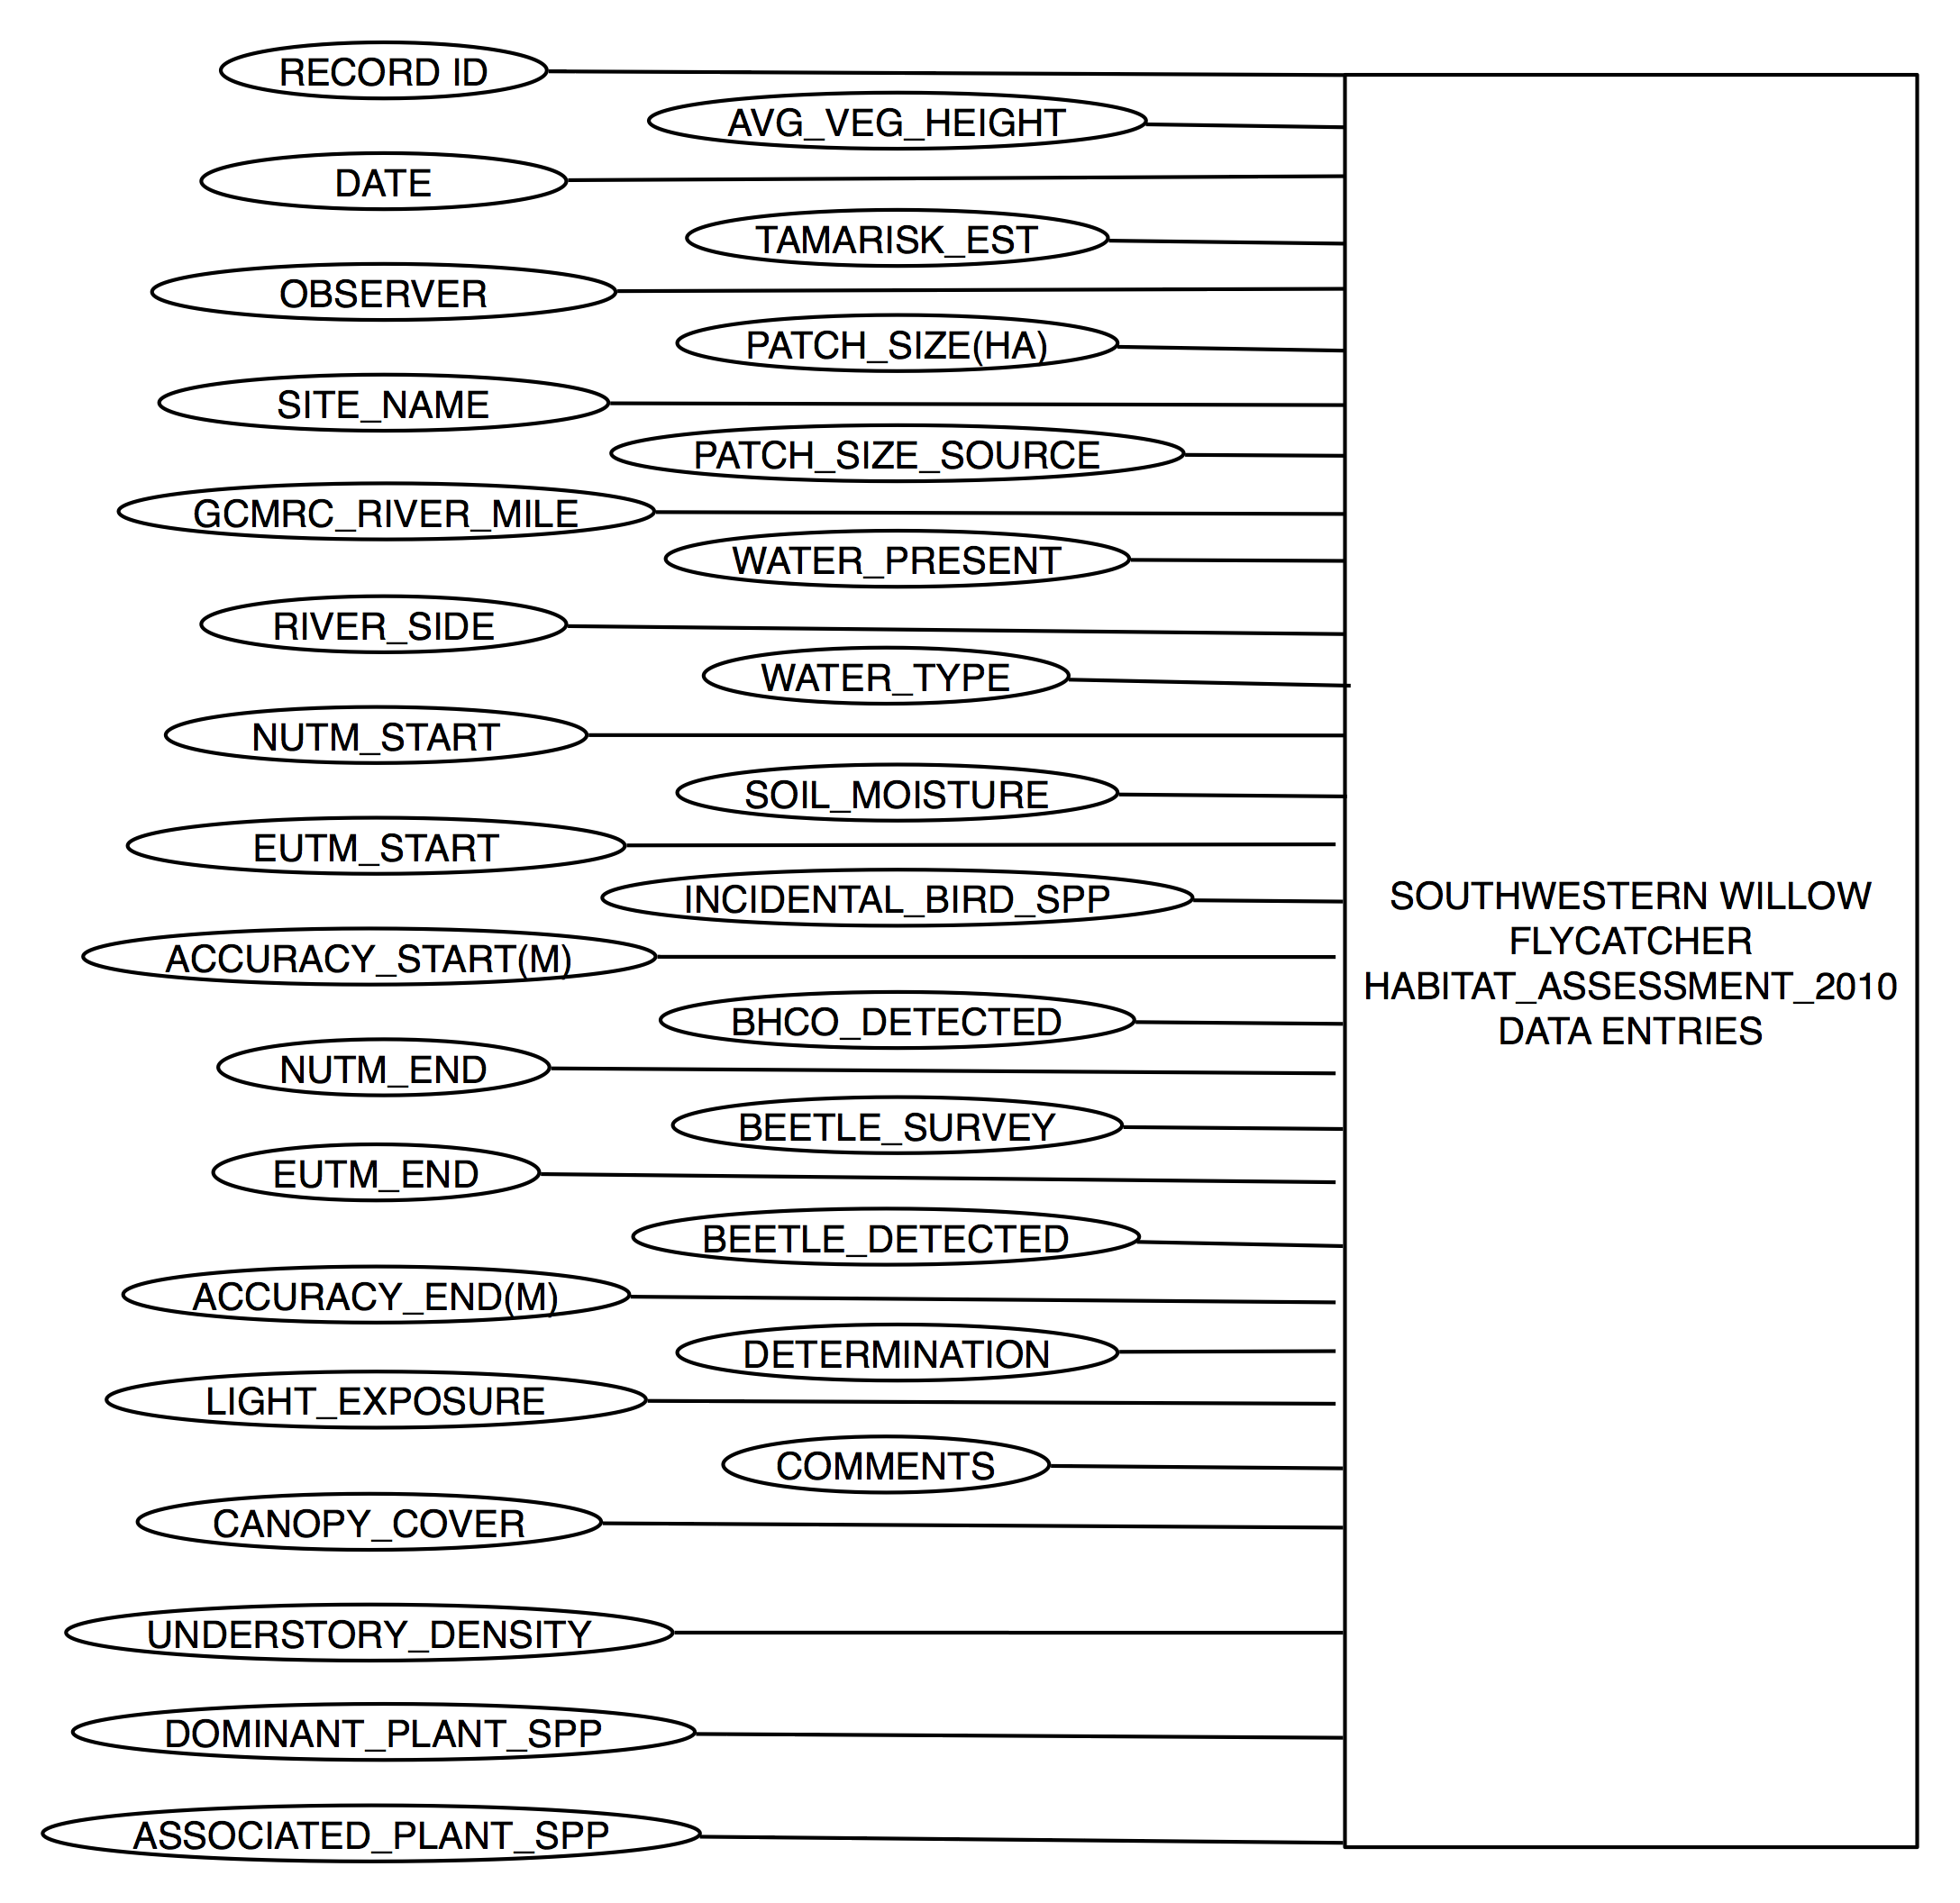 RECORD ID
AVG_VEG_HEIGHT
DATE
TAMARISK_EST
OBSERVER
PATCH_SIZE(HA)
SITE_NAME
PATCH_SIZE_SOURCE
GCMRC_RIVER_MILE
WATER_PRESENT
RIVER_SIDE
WATER_TYPE
NUTM_START
SOIL_MOISTURE
EUTM_START
INCIDENTAL_BIRD_SPP
ACCURACY_START(M)
BHCO_DETECTED
NUTM_END
BEETLE_SURVEY
EUTM_END
BEETLE_DETECTED
ACCURACY_END(M)
DETERMINATION
LIGHT_EXPOSURE
COMMENTS
CANOPY_COVER
UNDERSTORY_DENSITY
DOMINANT_PLANT_SPP
ASSOCIATED_PLANT_SPP
SOUTHWESTERN WILLOW
FLYCATCHER
HABITAT_ASSESSMENT_2010
DATA ENTRIES